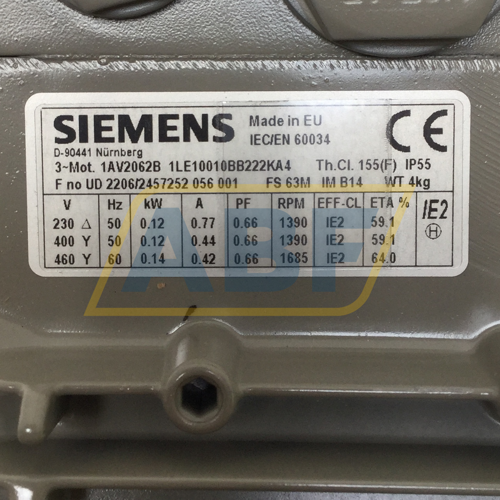 SIEMENS
Made in EU
IEC/EN 60034
CE
D-90441 Nürnberg
3~Mot. 1AV2062B 1LE10010BB222KA4 Th.Cl. 155(F) IP55
F no UD 2206/2457252 056 001 FS 63M IM B14 WT 4kg
V Hz kW A PF RPM EFF-CL ETA % IE2
230 Δ 50 0.12 0.77 0.66 1390 IE2 59.1
400 Y 50 0.12 0.44 0.66 1390 IE2 59.1
460 Y 60 0.14 0.42 0.66 1685 IE2 64.0
H
ABF